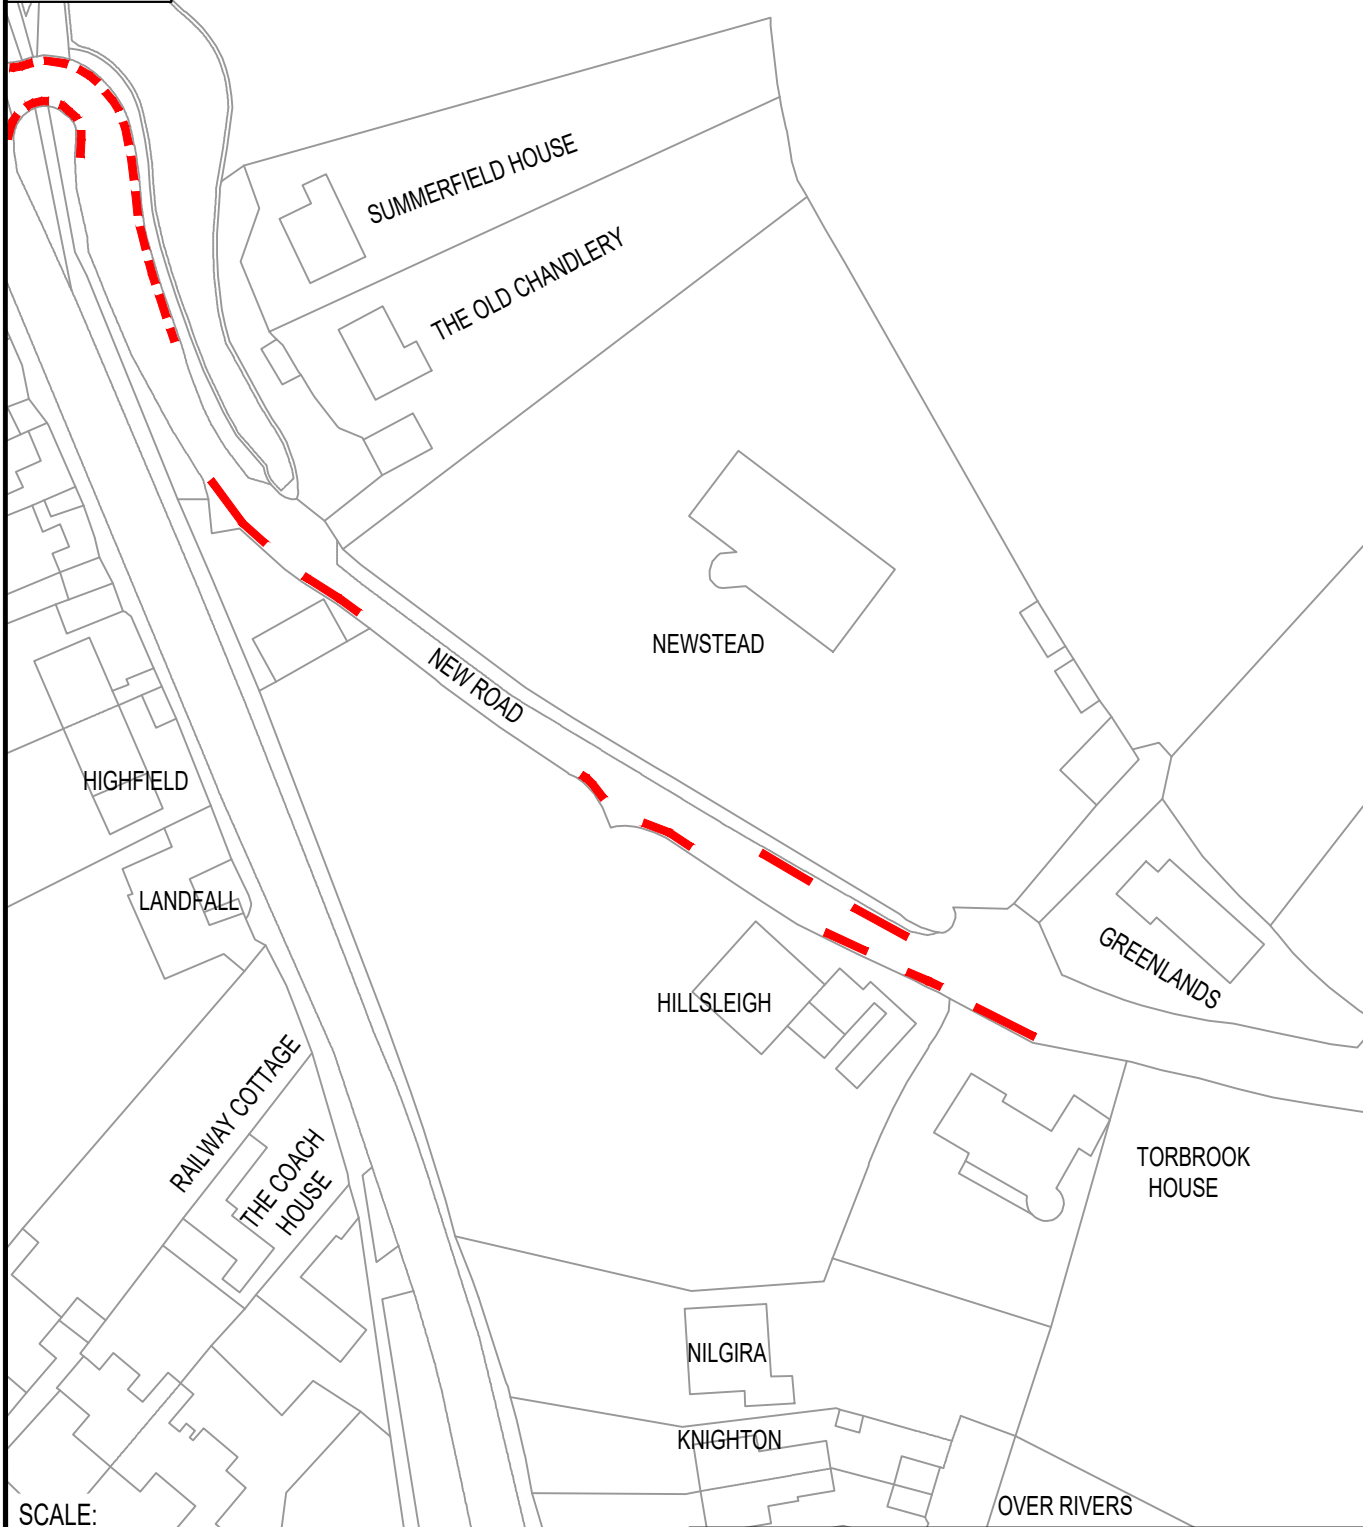 SUMMERFIELD HOUSE
THE OLD CHANDLERY
NEWSTEAD
NEW ROAD
HIGHFIELD
LANDFALL
GREENLANDS
HILLSLEIGH
RAILWAY COTTAGE
THE COACH
HOUSE
TORBROOK
HOUSE
NILGIRA
KNIGHTON
OVER RIVERS
SCALE: